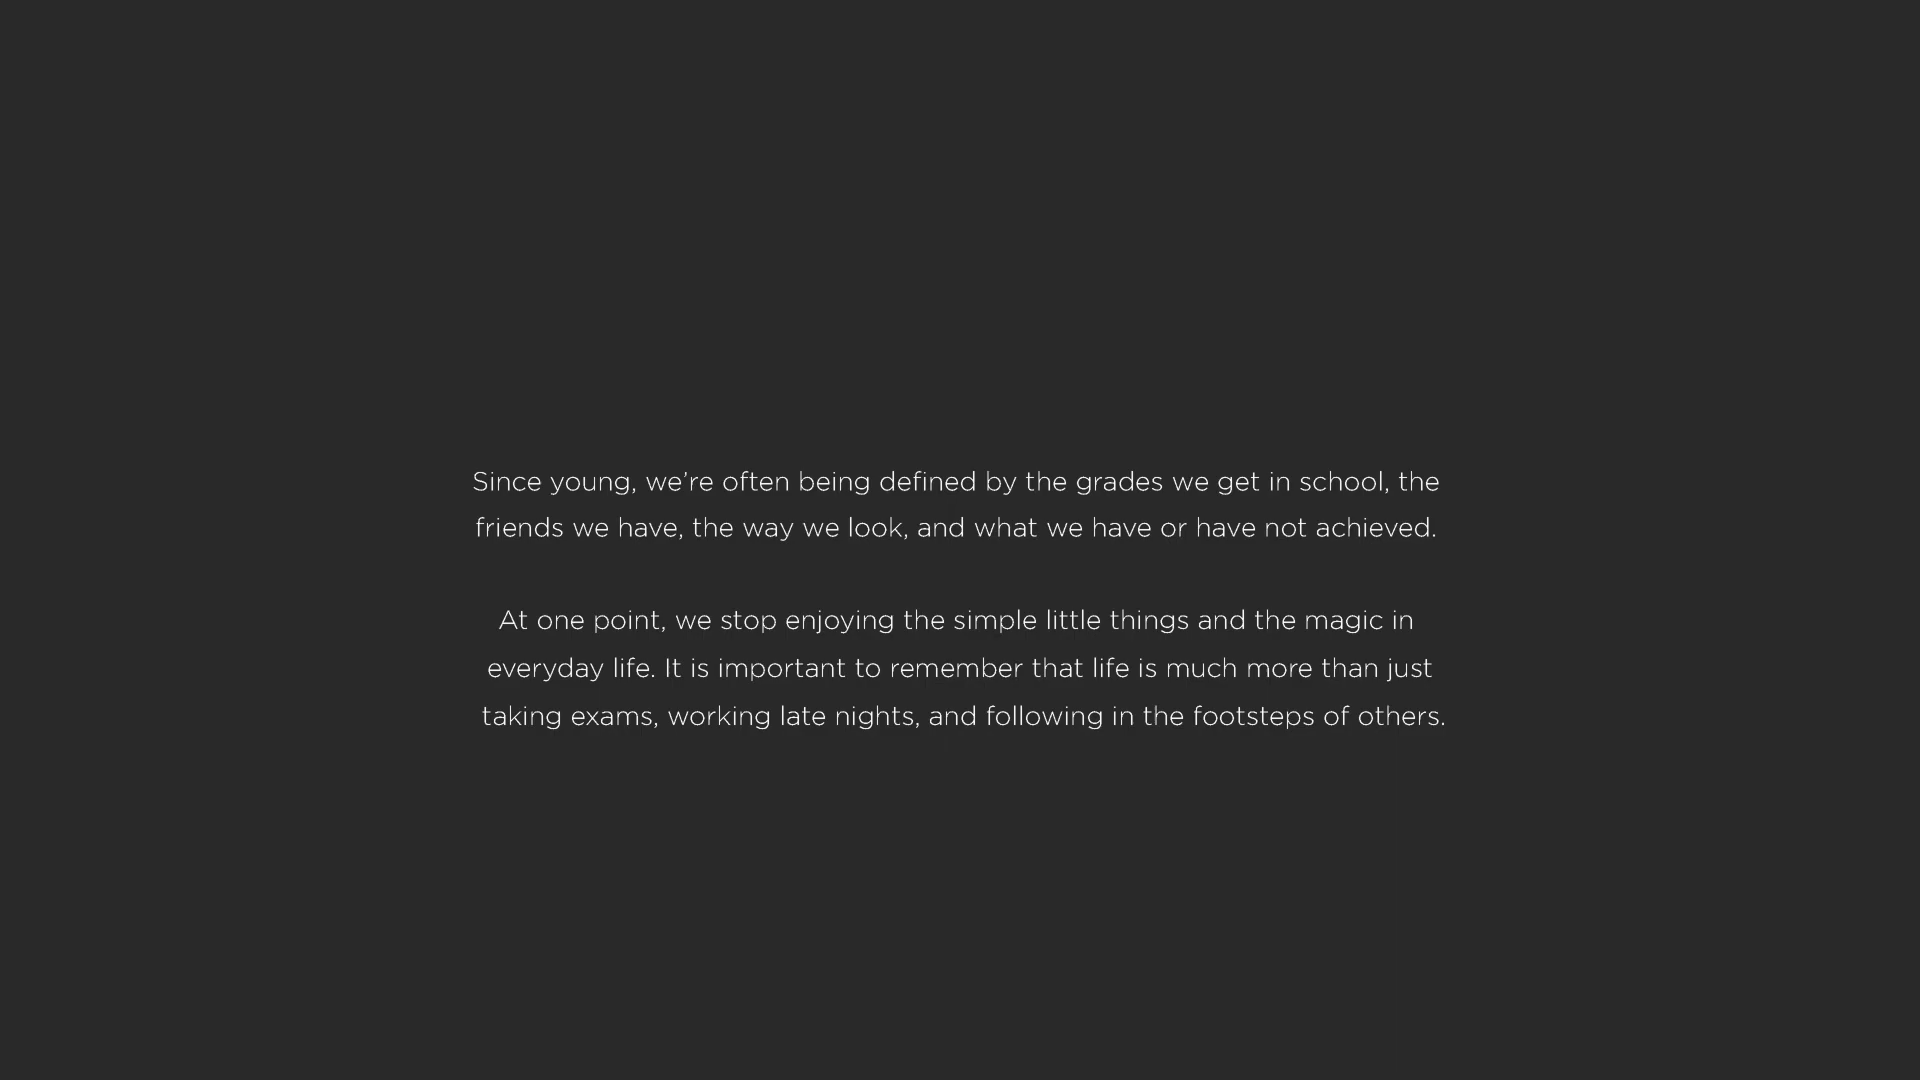 Since young, we’re often being defined by the grades we get in school, the
friends we have, the way we look, and what we have or have not achieved.
At one point, we stop enjoying the simple little things and the magic in
everyday life. It is important to remember that life is much more than just
taking exams, working late nights, and following in the footsteps of others.